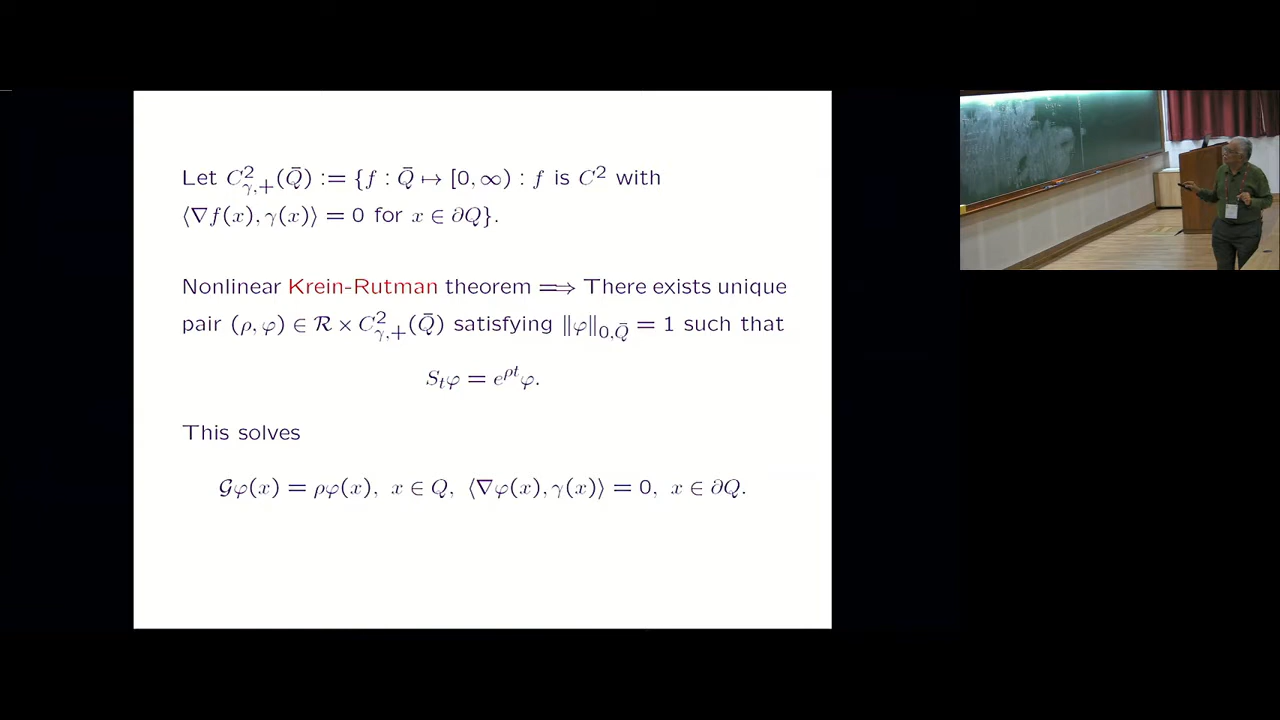 Let $C^2_{\gamma,+}(\bar{Q}) := \{f : \bar{Q} \mapsto [0, \infty) : f$ is $C^2$ with
$\langle \nabla f(x), \gamma(x) \rangle = 0$ for $x \in \partial Q\}$.
Nonlinear Krein-Rutman theorem $\Longrightarrow$ There exists unique
pair $(\rho, \varphi) \in \mathcal{R} \times C^2_{\gamma,+}(\bar{Q})$ satisfying $\|\varphi\|_{0,\bar{Q}} = 1$ such that
$S_t\varphi = e^{\rho t}\varphi.$
This solves
$\mathcal{G}\varphi(x) = \rho\varphi(x), \ x \in Q, \ \langle \nabla\varphi(x), \gamma(x) \rangle = 0, \ x \in \partial Q.$